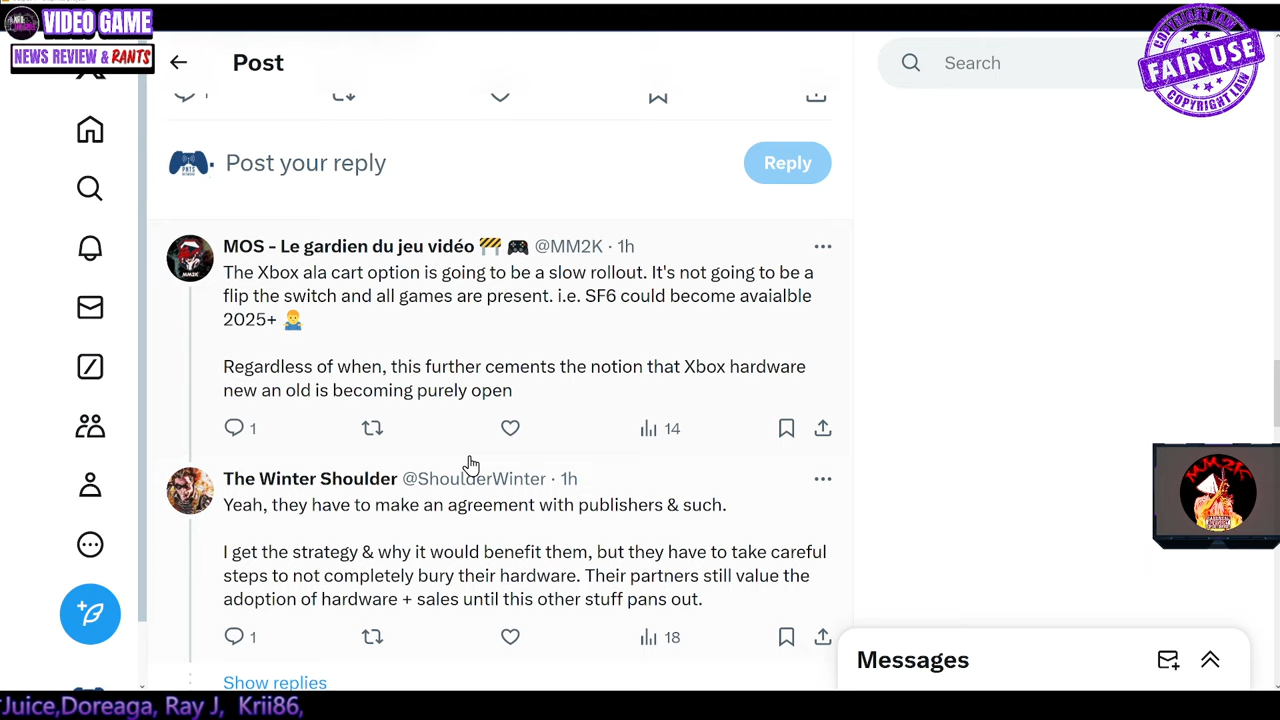 VIDEO GAME
NEWS REVIEW & RANTS
Post
Search
COPYRIGHT LAW
FAIR USE
COPYRIGHT LAW
Post your reply
Reply
MOS - Le gardien du jeu vidéo 🚧 🎮 @MM2K · 1h
The Xbox ala cart option is going to be a slow rollout. It's not going to be a
flip the switch and all games are present. i.e. SF6 could become avaialble
2025+ 🤷‍♂️
Regardless of when, this further cements the notion that Xbox hardware
new an old is becoming purely open
1
14
MM2K
The Winter Shoulder @ShoulderWinter · 1h
Yeah, they have to make an agreement with publishers & such.
I get the strategy & why it would benefit them, but they have to take careful
steps to not completely bury their hardware. Their partners still value the
adoption of hardware + sales until this other stuff pans out.
1
18
Show replies
Messages
Juice,Doreaga, Ray J, Krii86,